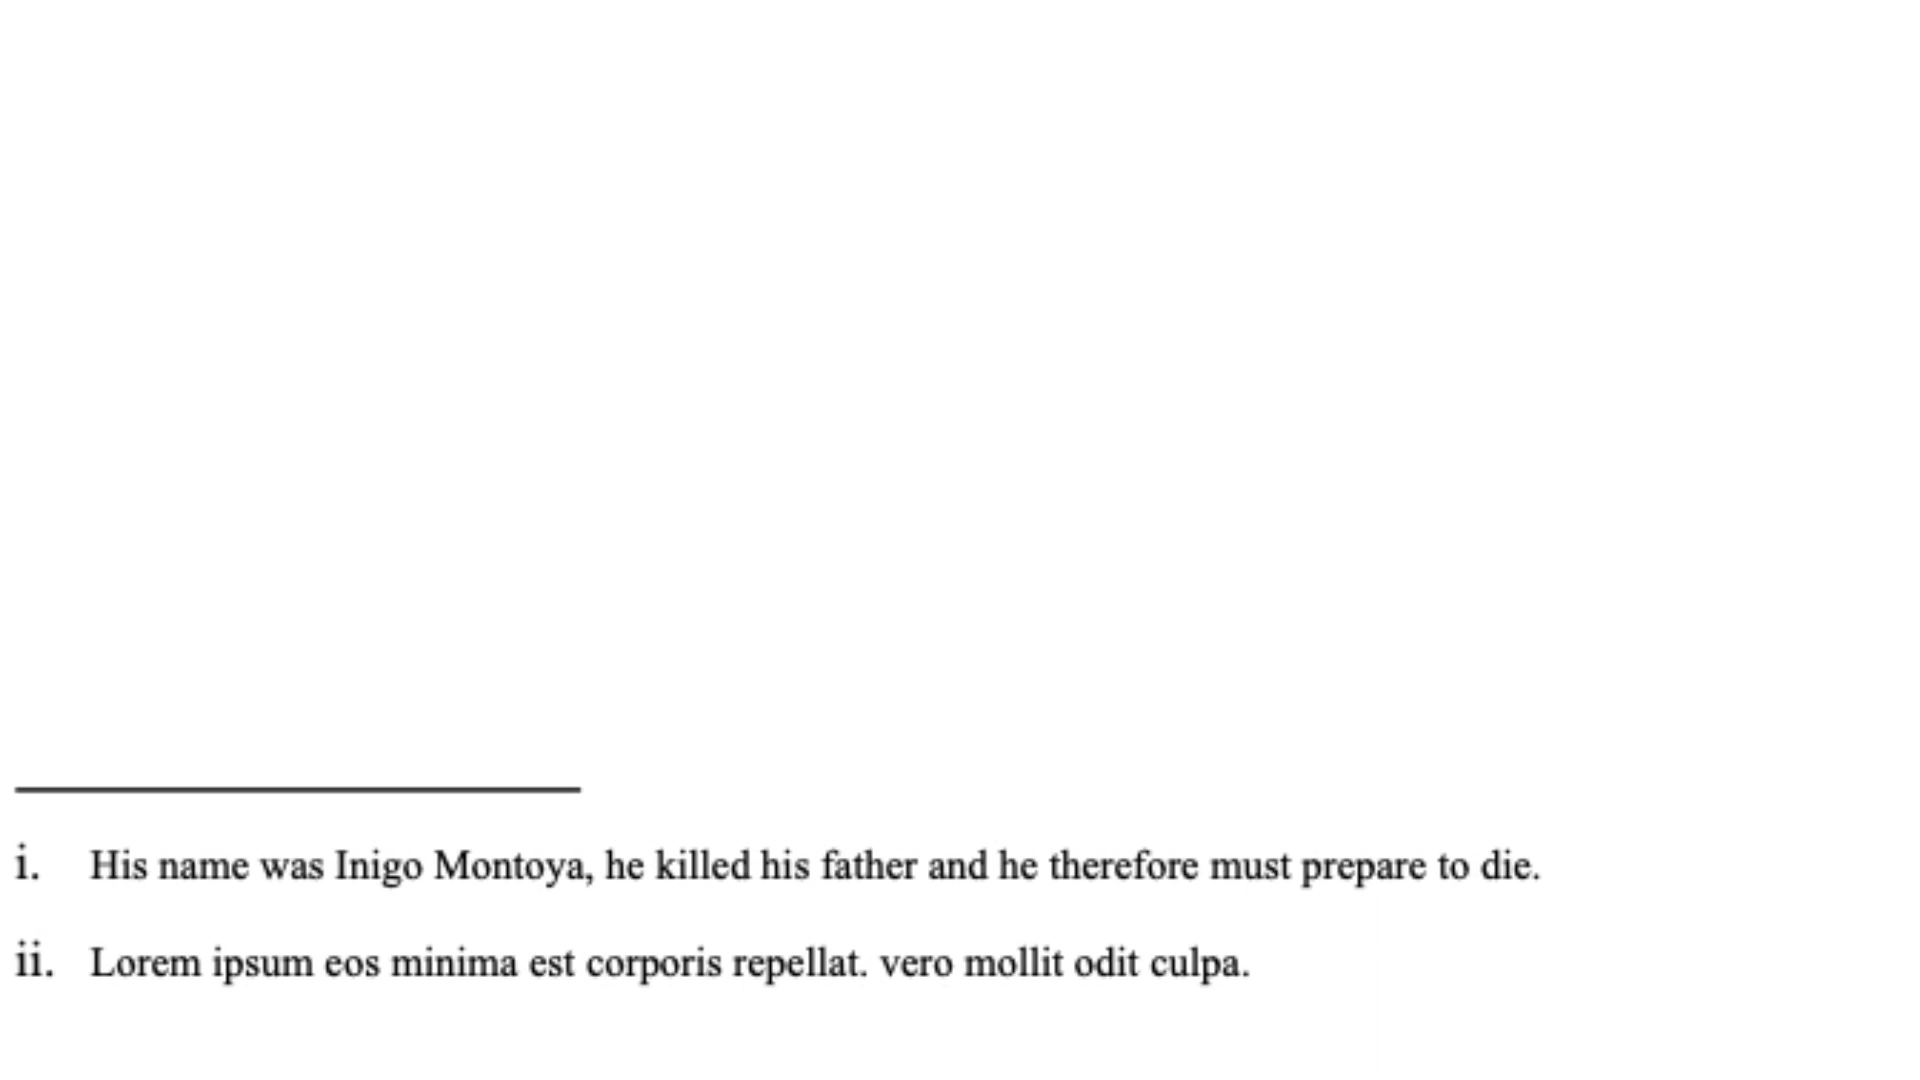 i. His name was Inigo Montoya, he killed his father and he therefore must prepare to die.
ii. Lorem ipsum eos minima est corporis repellat. vero mollit odit culpa.